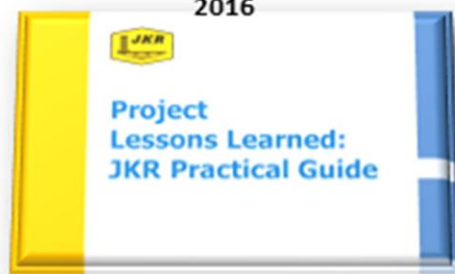 2016
JKR
Project
Lessons Learned:
JKR Practical Guide